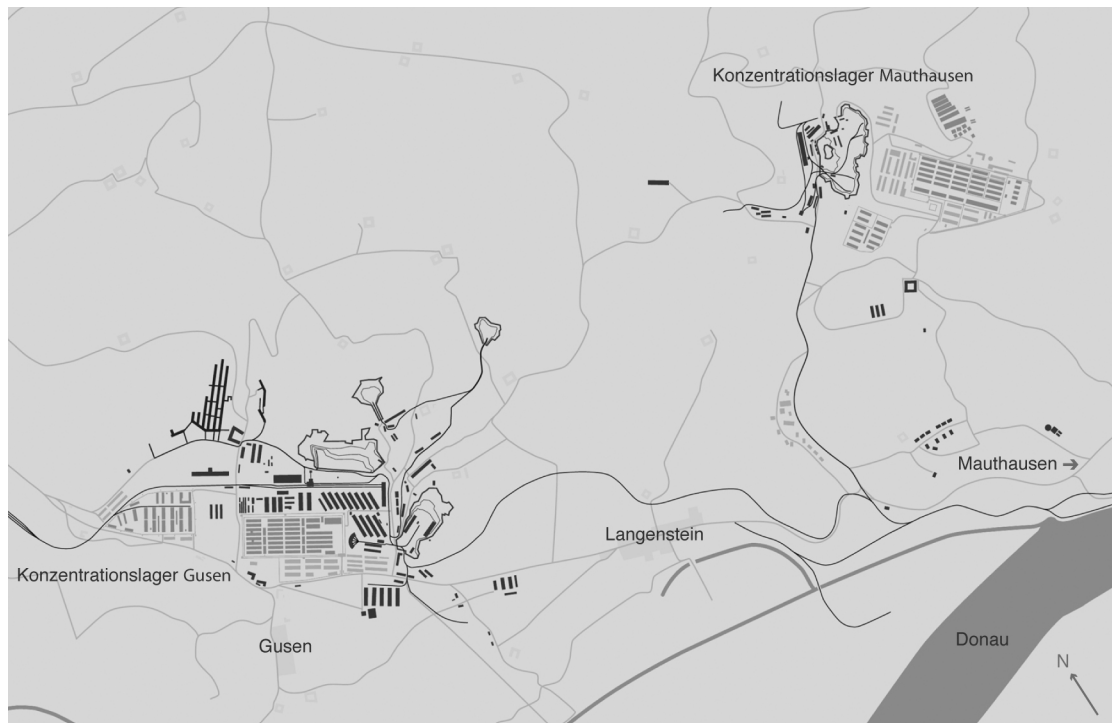 Konzentrationslager Mauthausen
Mauthausen
Langenstein
Konzentrationslager Gusen
Gusen
Donau
N